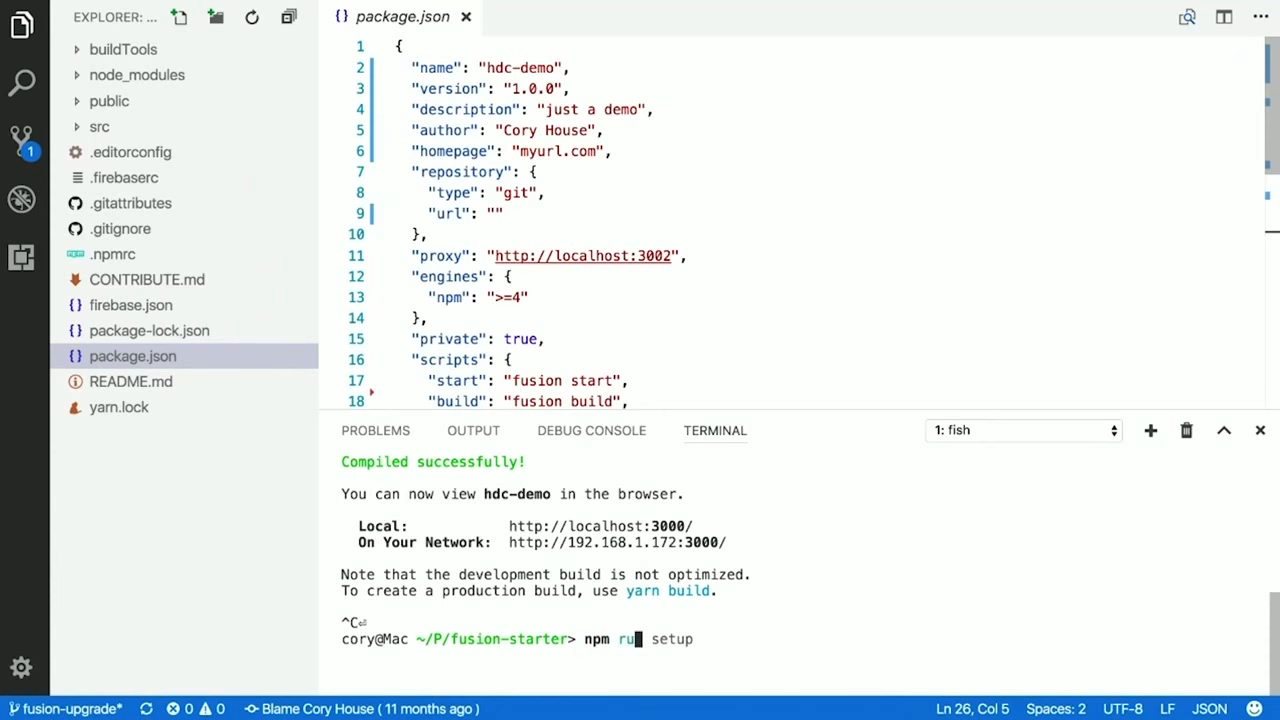 EXPLORER: ...
buildTools
node_modules
public
src
.editorconfig
.firebaserc
.gitattributes
.gitignore
.npmrc
CONTRIBUTE.md
firebase.json
package-lock.json
package.json
README.md
yarn.lock
1
{} package.json
1 {
2 "name": "hdc-demo",
3 "version": "1.0.0",
4 "description": "just a demo",
5 "author": "Cory House",
6 "homepage": "myurl.com",
7 "repository": {
8 "type": "git",
9 "url": ""
10 },
11 "proxy": "http://localhost:3002",
12 "engines": {
13 "npm": ">=4"
14 },
15 "private": true,
16 "scripts": {
17 "start": "fusion start",
18 "build": "fusion build",
PROBLEMS OUTPUT DEBUG CONSOLE TERMINAL 1: fish
Compiled successfully!
You can now view hdc-demo in the browser.
Local: http://localhost:3000/
On Your Network: http://192.168.1.172:3000/
Note that the development build is not optimized.
To create a production build, use yarn build.
^C⏎
cory@Mac ~/P/fusion-starter> npm ru setup
fusion-upgrade* 0 0 Blame Cory House ( 11 months ago ) Ln 26, Col 5 Spaces: 2 UTF-8 LF JSON